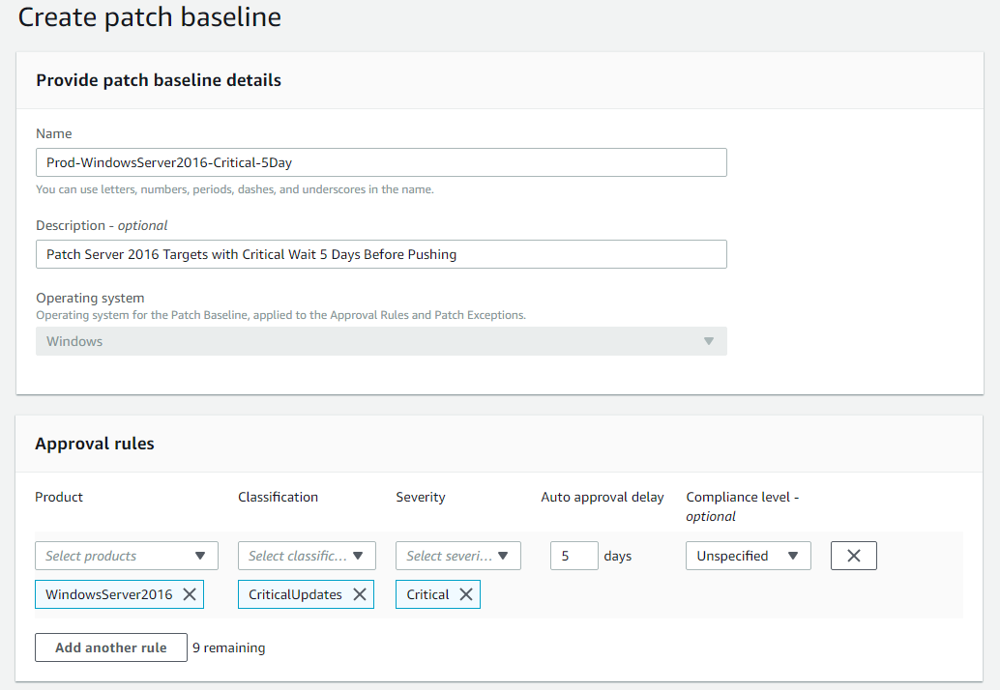 Create patch baseline
Provide patch baseline details
Name
Prod-WindowsServer2016-Critical-5Day
You can use letters, numbers, periods, dashes, and underscores in the name.
Description - optional
Patch Server 2016 Targets with Critical Wait 5 Days Before Pushing
Operating system
Operating system for the Patch Baseline, applied to the Approval Rules and Patch Exceptions.
Windows
Approval rules
Product Classification Severity Auto approval delay Compliance level - optional
Select products Select classific... Select severi... 5 days Unspecified
WindowsServer2016 CriticalUpdates Critical
Add another rule 9 remaining